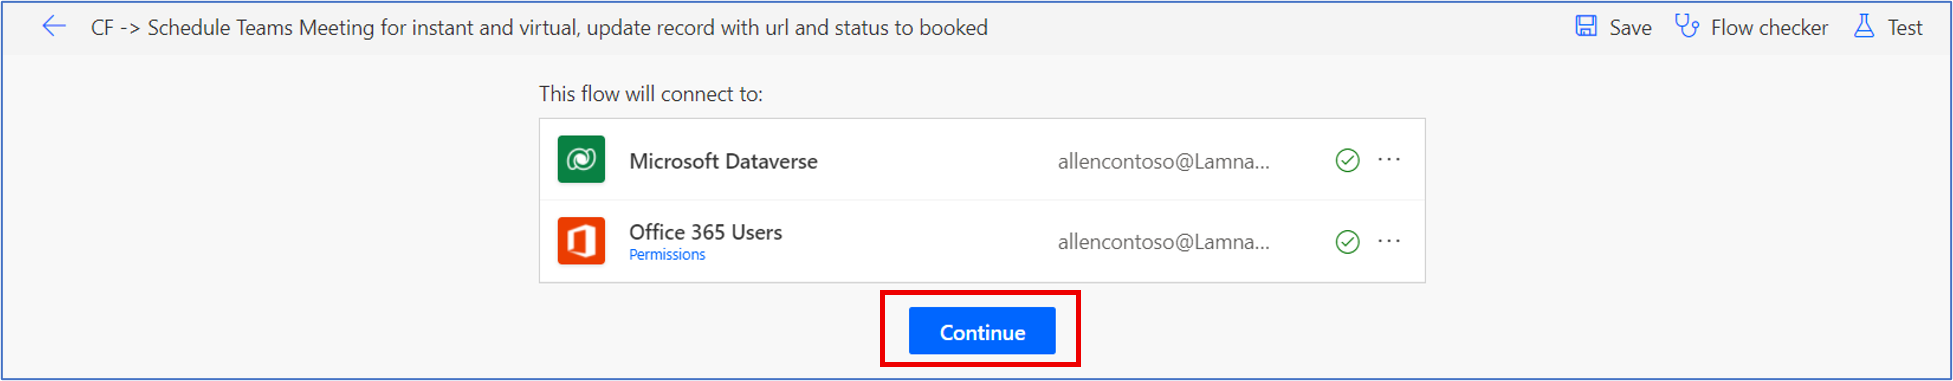 CF -> Schedule Teams Meeting for instant and virtual, update record with url and status to booked
Save
Flow checker
Test
This flow will connect to:
Microsoft Dataverse
allencontoso@Lamna...
Office 365 Users
Permissions
allencontoso@Lamna...
Continue